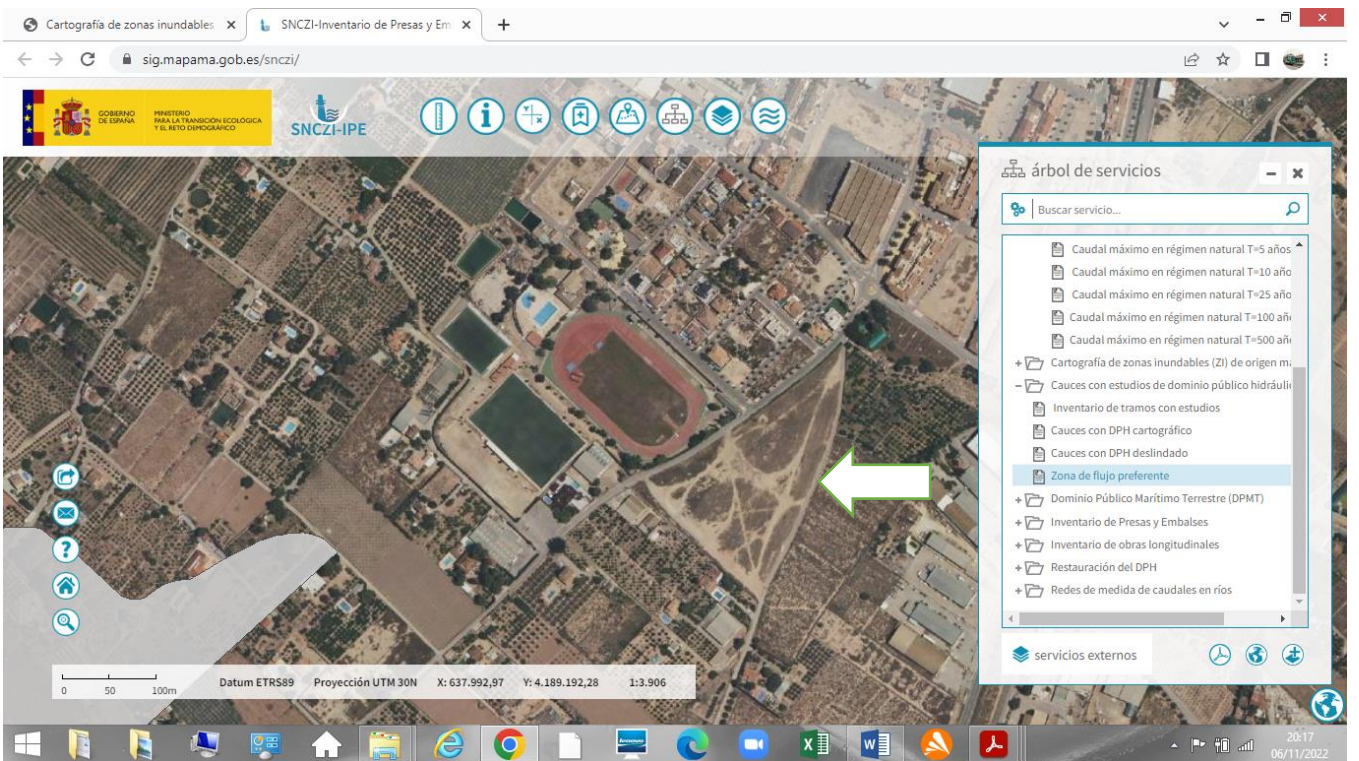 Cartografía de zonas inundables
SNCZI-Inventario de Presas y Em
sig.mapama.gob.es/snczi/
GOBIERNO
DE ESPAÑA
MINISTERIO
PARA LA TRANSICIÓN ECOLÓGICA
Y EL RETO DEMOGRÁFICO
SNCZI-IPE
árbol de servicios
Buscar servicio...
Caudal máximo en régimen natural T=5 años
Caudal máximo en régimen natural T=10 año
Caudal máximo en régimen natural T=25 año
Caudal máximo en régimen natural T=100 añ
Caudal máximo en régimen natural T=500 añ
Cartografía de zonas inundables (ZI) de origen ma
Cauces con estudios de dominio público hidráuli
Inventario de tramos con estudios
Cauces con DPH cartográfico
Cauces con DPH deslindado
Zona de flujo preferente
Dominio Público Marítimo Terrestre (DPMT)
Inventario de Presas y Embalses
Inventario de obras longitudinales
Restauración del DPH
Redes de medida de caudales en ríos
servicios externos
0 50 100m
Datum ETRS89 Proyección UTM 30N X: 637.992,97 Y: 4.189.192,28 1:3.906
20:17
06/11/2022